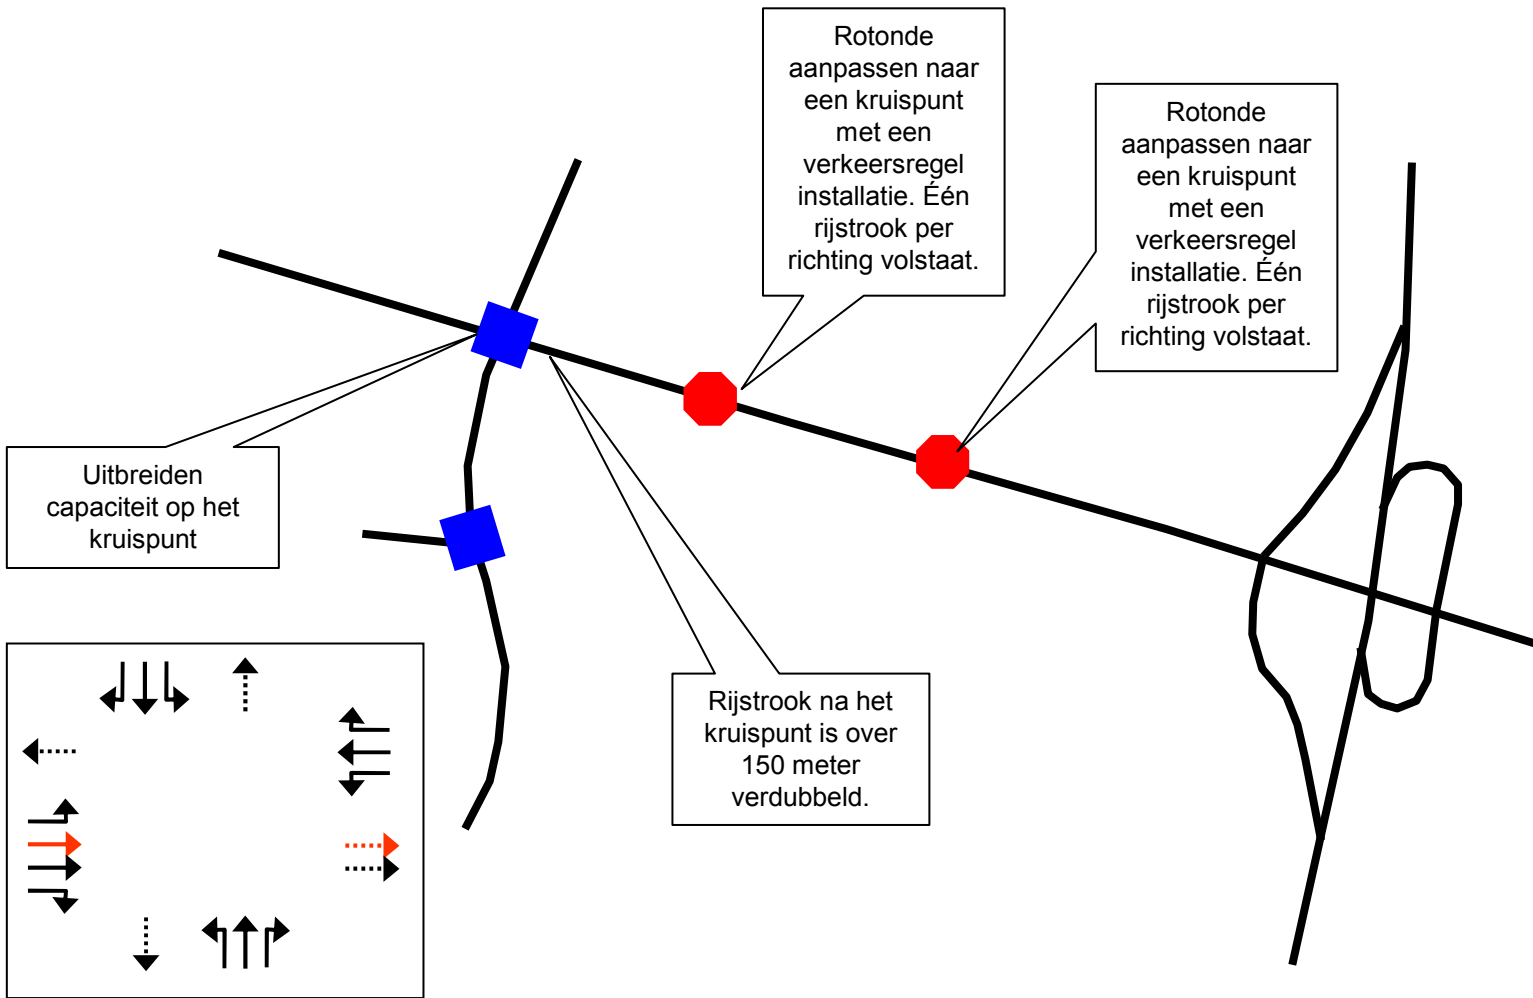 Rotonde
aanpassen naar
een kruispunt
met een
verkeersregel
installatie. Één
rijstrook per
richting volstaat.
Rotonde
aanpassen naar
een kruispunt
met een
verkeersregel
installatie. Één
rijstrook per
richting volstaat.
Uitbreiden
capaciteit op het
kruispunt
Rijstrook na het
kruispunt is over
150 meter
verdubbeld.